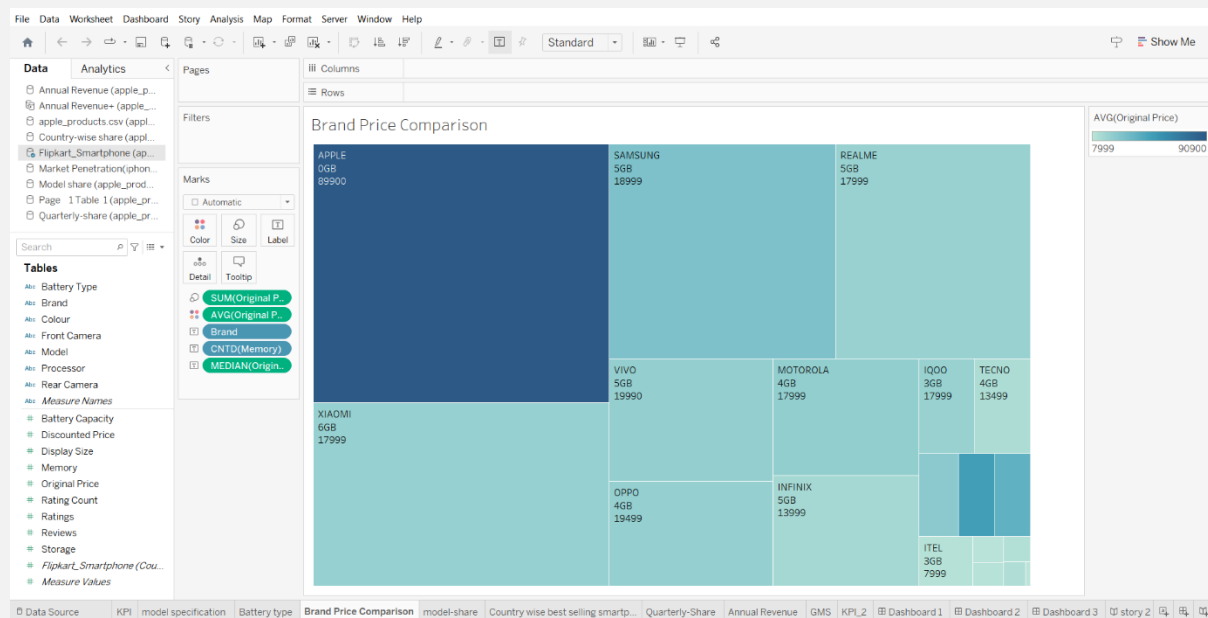 File Data Worksheet Dashboard Story Analysis Map Format Server Window Help
Standard
Show Me
Data Analytics
Annual Revenue (apple_p...
Annual Revenue+ (apple_...
apple_products.csv (appl...
Country-wise share (appl...
Flipkart_Smartphone (ap...
Market Penetration(iphon...
Model share (apple_prod...
Page 1 Table 1 (apple_pr...
Quarterly-share (apple_pr...
Search
Tables
Abc Battery Type
Abc Brand
Abc Colour
Abc Front Camera
Abc Model
Abc Processor
Abc Rear Camera
Abc Measure Names
# Battery Capacity
# Discounted Price
# Display Size
# Memory
# Original Price
# Rating Count
# Ratings
# Reviews
# Storage
# Flipkart_Smartphone (Cou...
# Measure Values
Pages
Filters
Marks
Automatic
Color Size Label
Detail Tooltip
SUM(Original P..
AVG(Original P..
Brand
CNTD(Memory)
MEDIAN(Origin..
Columns
Rows
Brand Price Comparison
APPLE
0GB
89900
SAMSUNG
5GB
18999
REALME
5GB
17999
XIAOMI
6GB
17999
VIVO
5GB
19990
MOTOROLA
4GB
17999
IQOO
3GB
17999
TECNO
4GB
13499
OPPO
4GB
19499
INFINIX
5GB
13999
ITEL
3GB
7999
AVG(Original Price)
7999 90900
Data Source KPI model specification Battery type Brand Price Comparison model-share Country wise best selling smartp... Quarterly-Share Annual Revenue GMS KPI_2 Dashboard 1 Dashboard 2 Dashboard 3 story 2